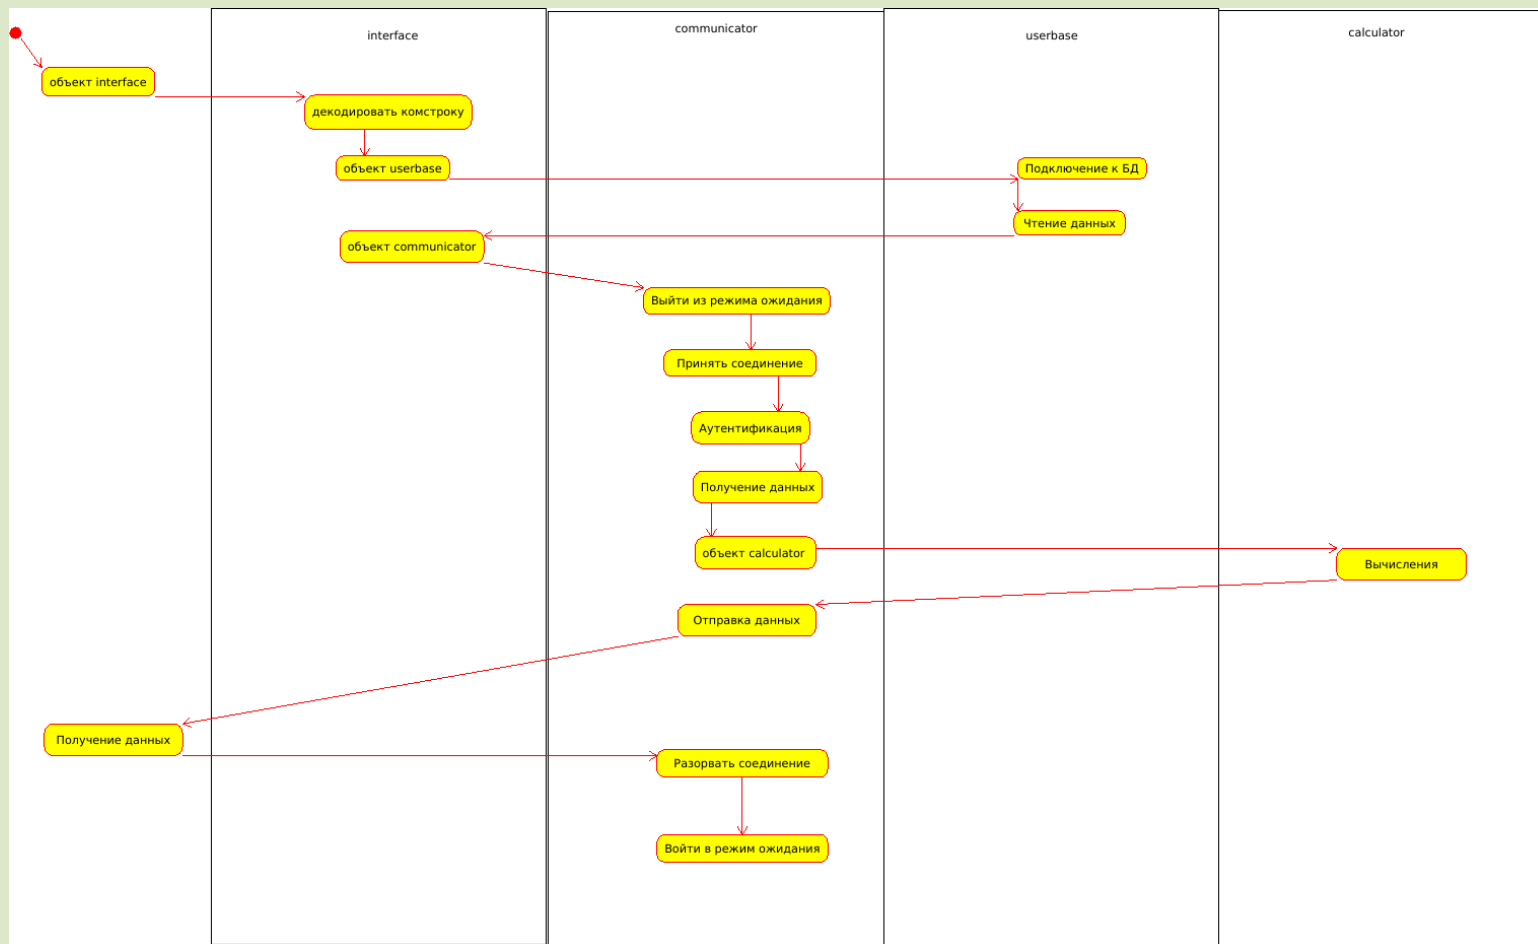 interface
communicator
userbase
calculator
объект interface
декодировать комстроку
объект userbase
Подключение к БД
Чтение данных
объект communicator
Выйти из режима ожидания
Принять соединение
Аутентификация
Получение данных
объект calculator
Вычисления
Отправка данных
Получение данных
Разорвать соединение
Войти в режим ожидания